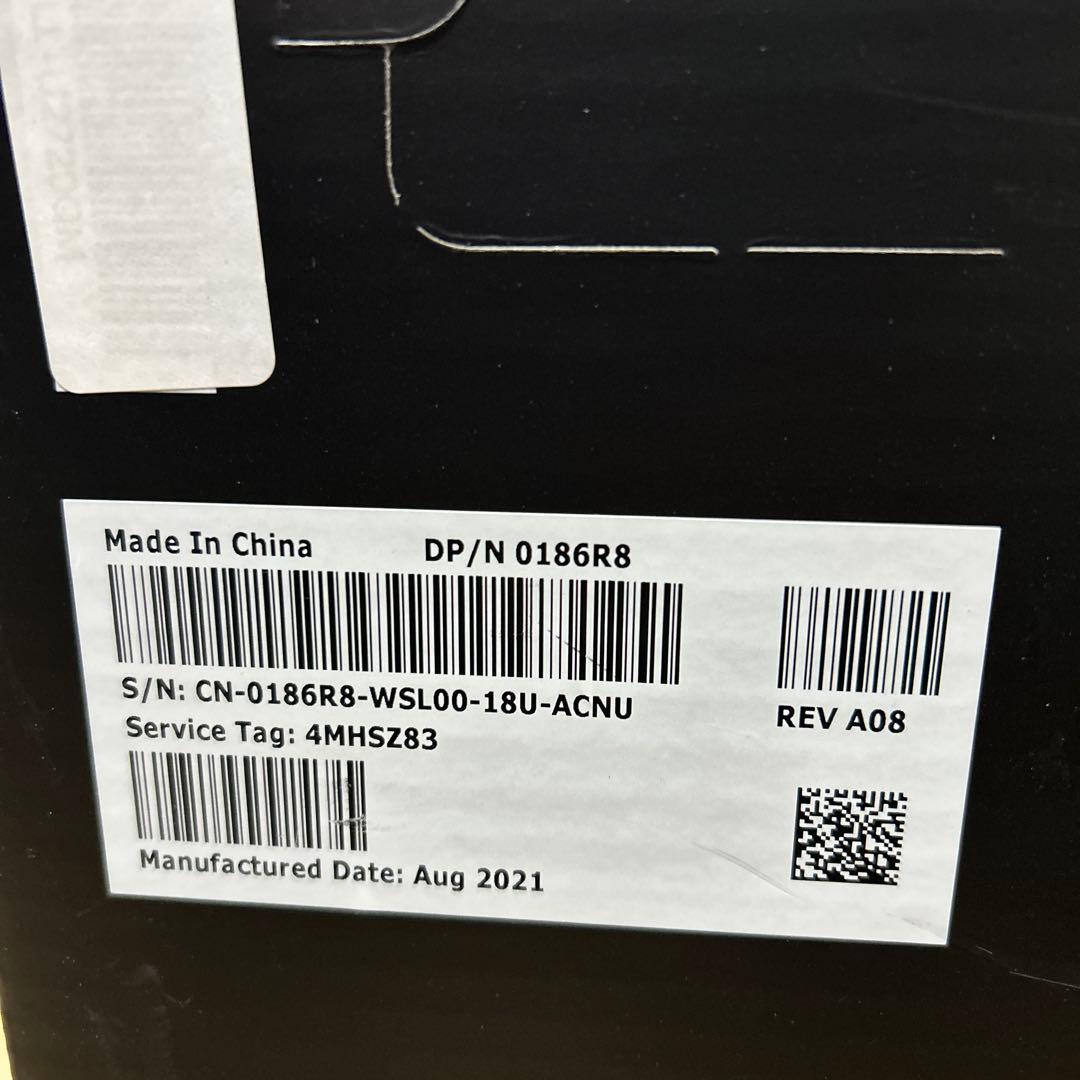 Made In China
DP/N 0186R8
S/N: CN-0186R8-WSL00-18U-ACNU
REV A08
Service Tag: 4MHSZ83
Manufactured Date: Aug 2021